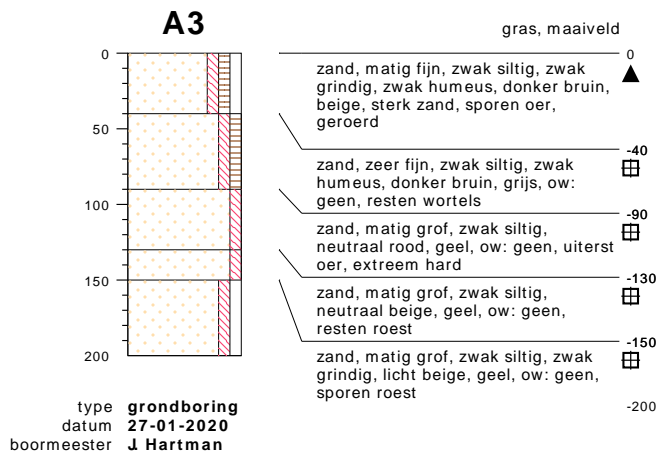 A3
gras, maaiveld
0
50
100
150
200
0
zand, matig fijn, zwak siltig, zwak
grindig, zwak humeus, donker bruin,
beige, sterk zand, sporen oer,
geroerd
-40
zand, zeer fijn, zwak siltig, zwak
humeus, donker bruin, grijs, ow:
geen, resten wortels
-90
zand, matig grof, zwak siltig,
neutraal rood, geel, ow: geen, uiterst
oer, extreem hard
-130
zand, matig grof, zwak siltig,
neutraal beige, geel, ow: geen,
resten roest
-150
zand, matig grof, zwak siltig, zwak
grindig, licht beige, geel, ow: geen,
sporen roest
-200
type grondboring
datum 27-01-2020
boormeester J Hartman